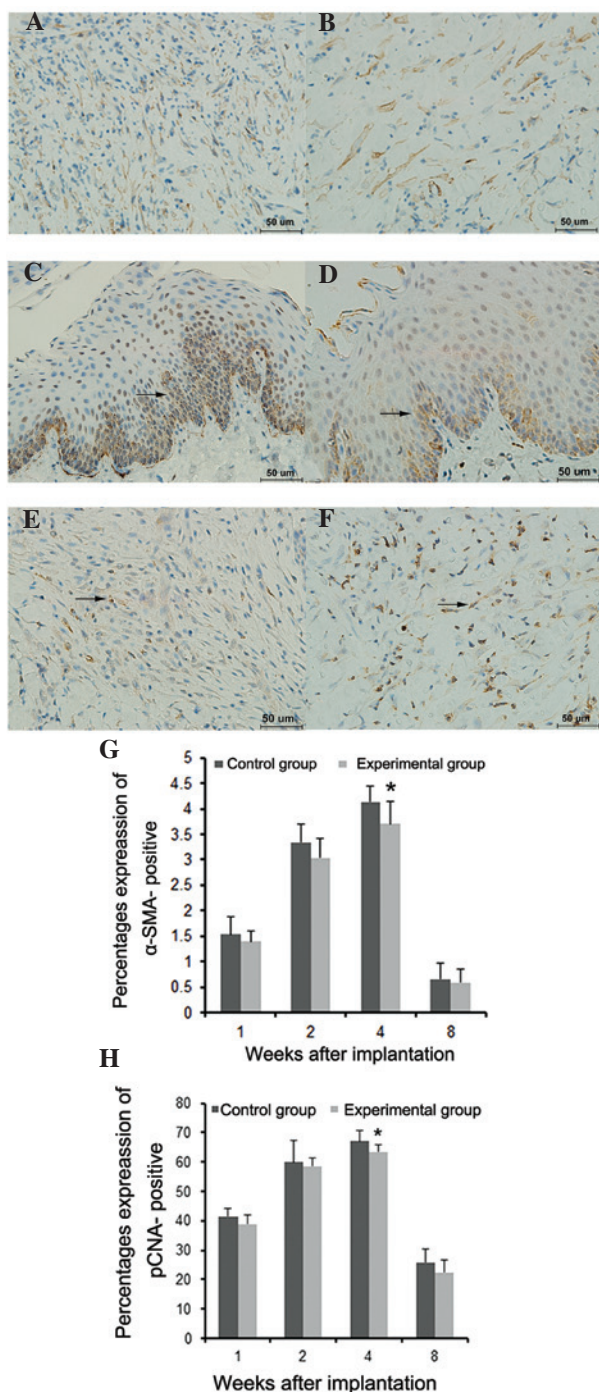 A
B
50 um
50 um
C
D
50 um
50 um
E
F
50 um
50 um
G
Control group
Experimental group
Percentages expreassion of
α-SMA- positive
5
4.5
4
3.5
3
2.5
2
1.5
1
0.5
0
*
1 2 4 8
Weeks after implantation
H
Control group
Experimental group
Percentages expreassion of
pCNA- positive
80
70
60
50
40
30
20
10
0
*
1 2 4 8
Weeks after implantation